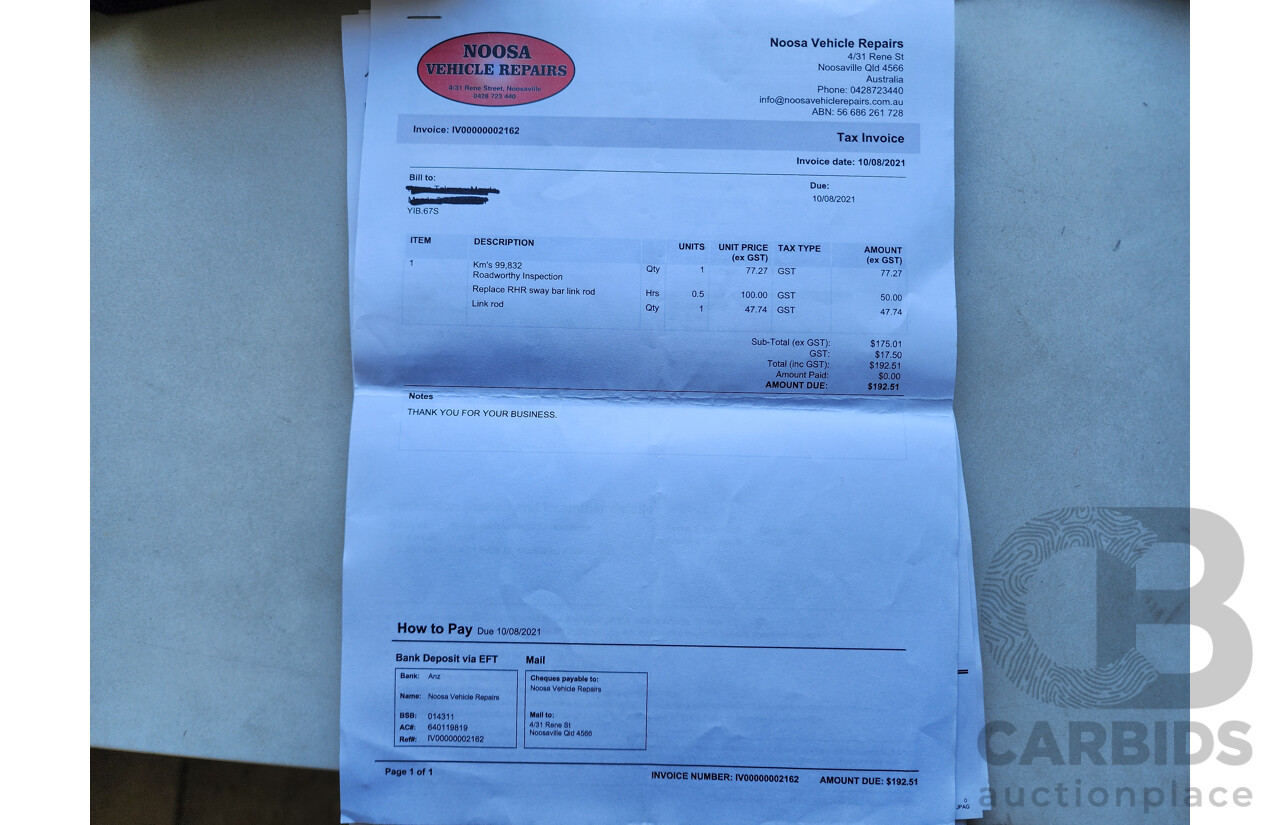 NOOSA
VEHICLE REPAIRS
4/31 Rene Street, Noosaville
0428 723 440
Noosa Vehicle Repairs
4/31 Rene St
Noosaville Qld 4566
Australia
Phone: 0428723440
info@noosavehiclerepairs.com.au
ABN: 56 686 261 728
Invoice: IV00000002162
Tax Invoice
Invoice date: 10/08/2021
Bill to:
YIB.67S
Due:
10/08/2021
ITEM DESCRIPTION UNITS UNIT PRICE (ex GST) TAX TYPE AMOUNT (ex GST)
1 Km's 99,832
Roadworthy Inspection Qty 1 77.27 GST 77.27
Replace RHR sway bar link rod Hrs 0.5 100.00 GST 50.00
Link rod Qty 1 47.74 GST 47.74
Sub-Total (ex GST): $175.01
GST: $17.50
Total (inc GST): $192.51
Amount Paid: $0.00
AMOUNT DUE: $192.51
Notes
THANK YOU FOR YOUR BUSINESS.
How to Pay Due 10/08/2021
Bank Deposit via EFT
Bank: Anz
Name: Noosa Vehicle Repairs
BSB: 014311
AC#: 640119819
Ref#: IV00000002162
Mail
Cheques payable to:
Noosa Vehicle Repairs
Mail to:
4/31 Rene St
Noosaville Qld 4566
Page 1 of 1
INVOICE NUMBER: IV00000002162 AMOUNT DUE: $192.51
CARBIDS
auctionplace